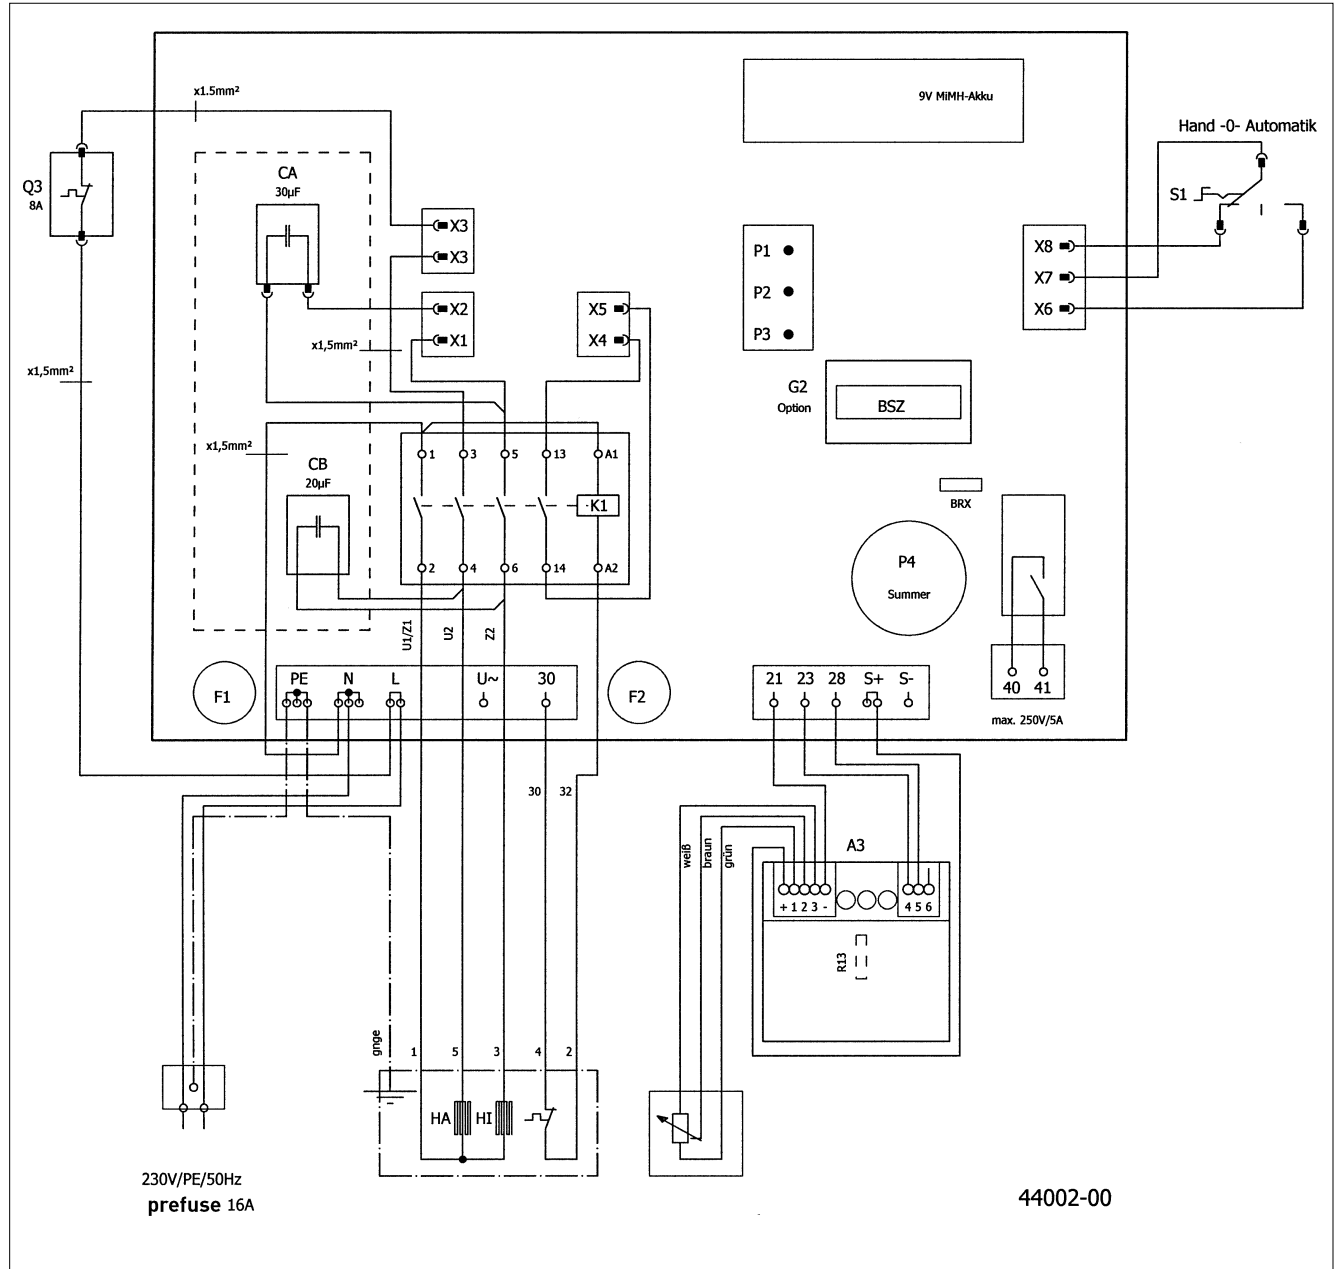 x1.5mm²
9V MiMH-Akku
Hand -0- Automatik
Q3
8A
CA
30µF
S1
I
X3
X3
P1
X8
P2
X7
X2
X5
X6
P3
X1
X4
x1,5mm²
x1,5mm²
G2
Option
BSZ
x1,5mm²
1
3
5
13
A1
CB
20µF
BRX
K1
P4
Summer
2
4
6
14
A2
U1/Z1
U2
Z2
F1
PE
N
L
U~
30
F2
21
23
28
S+
S-
40
41
max. 250V/5A
30
32
weiß
braun
grün
A3
+ 1 2 3 -
4 5 6
R13
gnge
1
5
3
4
2
HA
HI
230V/PE/50Hz
prefuse 16A
44002-00